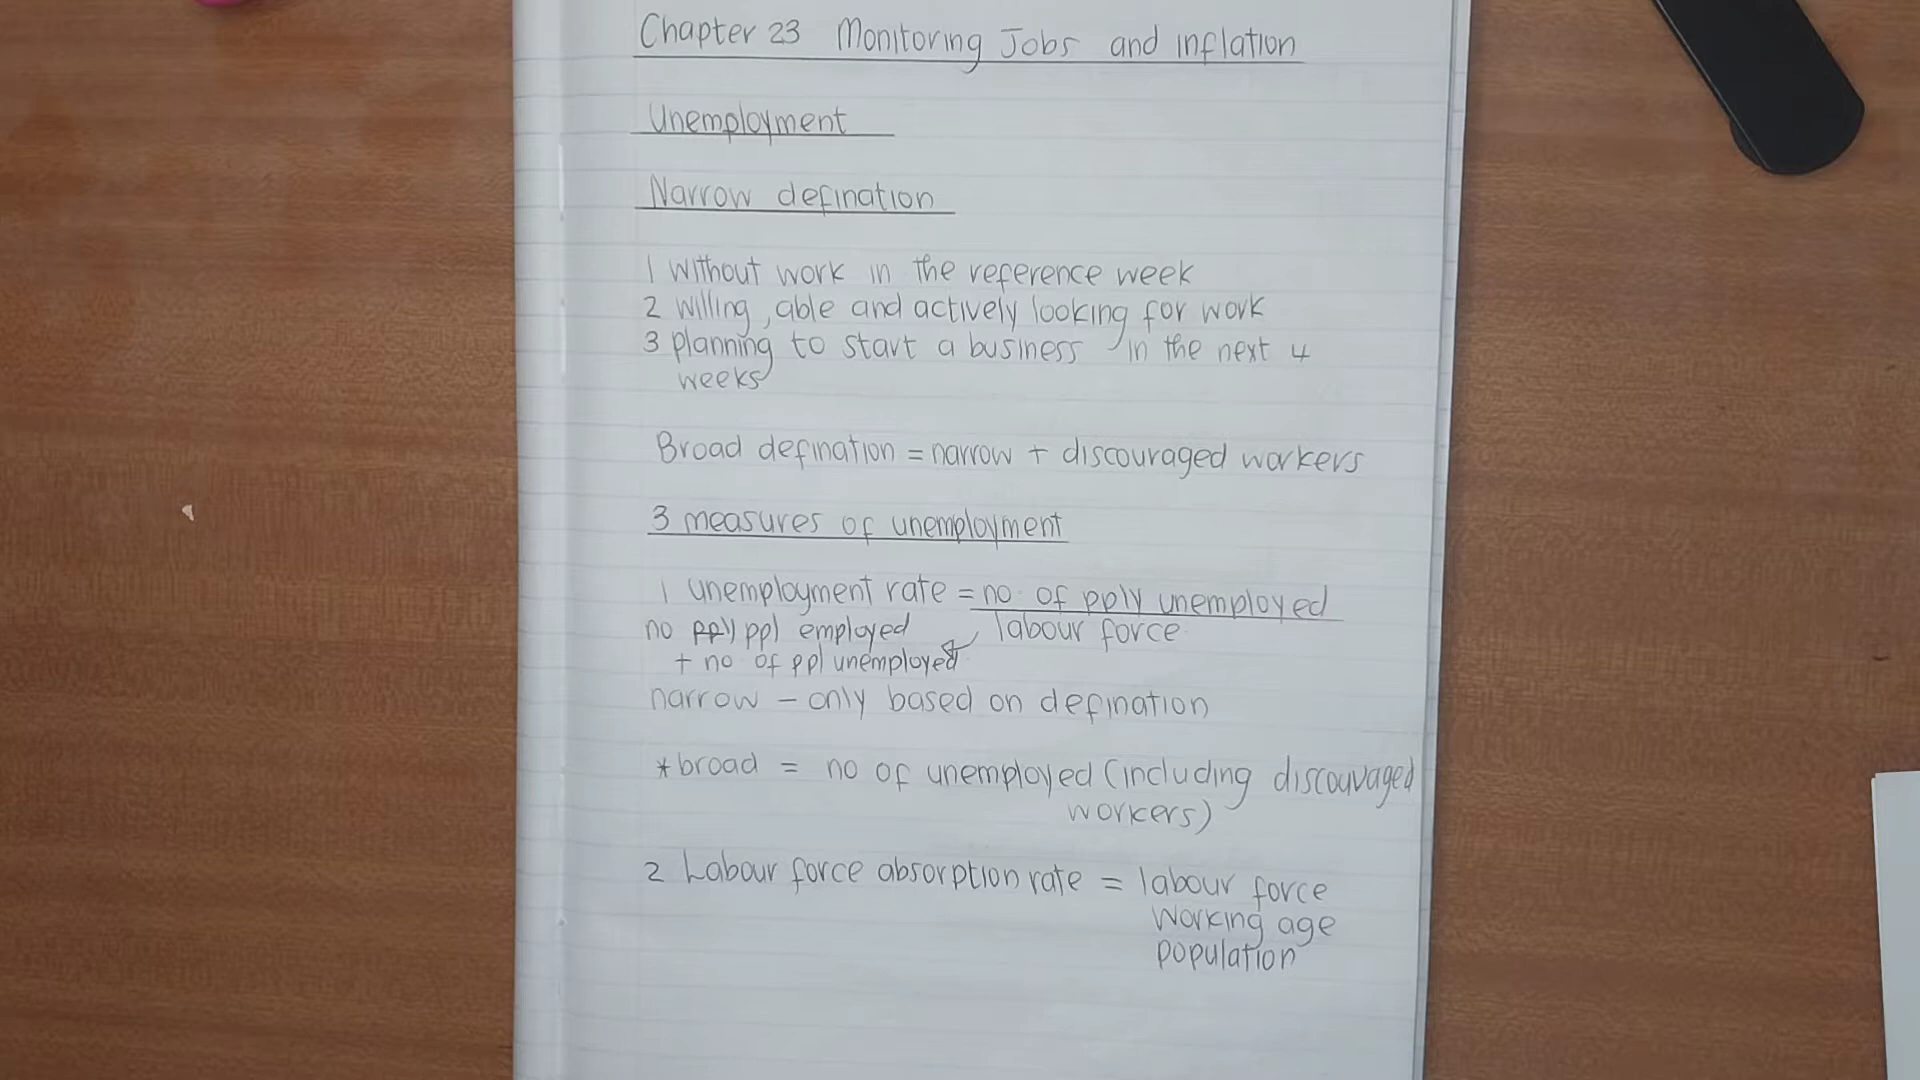 Chapter 23 Monitoring Jobs and inflation
Unemployment
Narrow defination
1 without work in the reference week
2 willing, able and actively looking for work
3 planning to start a business in the next 4
weeks
Broad defination = narrow + discouraged workers
3 measures of unemployment
1 unemployment rate = no. of pply unemployed
labour force
no pply ppl employed
+ no of ppl unemployed
narrow - only based on defination
*broad = no of unemployed (including discouraged
workers)
2 Labour force absorption rate = labour force
working age
population